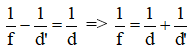 1/f - 1/d' = 1/d => 1/f = 1/d + 1/d'